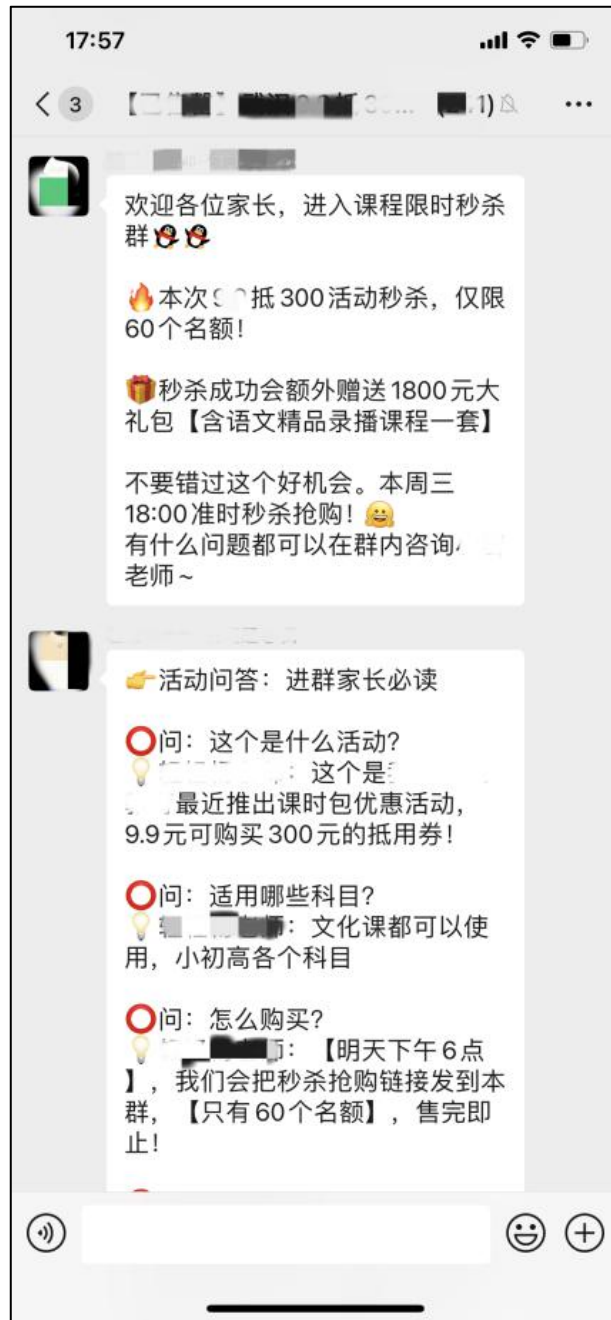 17:57
3
1)
欢迎各位家长，进入课程限时秒杀
群
本次 抵300活动秒杀，仅限
60个名额！
秒杀成功会额外赠送1800元大
礼包【含语文精品录播课程一套】
不要错过这个好机会。本周三
18:00准时秒杀抢购！
有什么问题都可以在群内咨询
老师~
活动问答：进群家长必读
问：这个是什么活动？
：这个是
最近推出课时包优惠活动，
9.9元可购买300元的抵用券！
问：适用哪些科目？
：文化课都可以使
用，小初高各个科目
问：怎么购买？
：【明天下午6点
】，我们会把秒杀抢购链接发到本
群，【只有60个名额】，售完即
止！